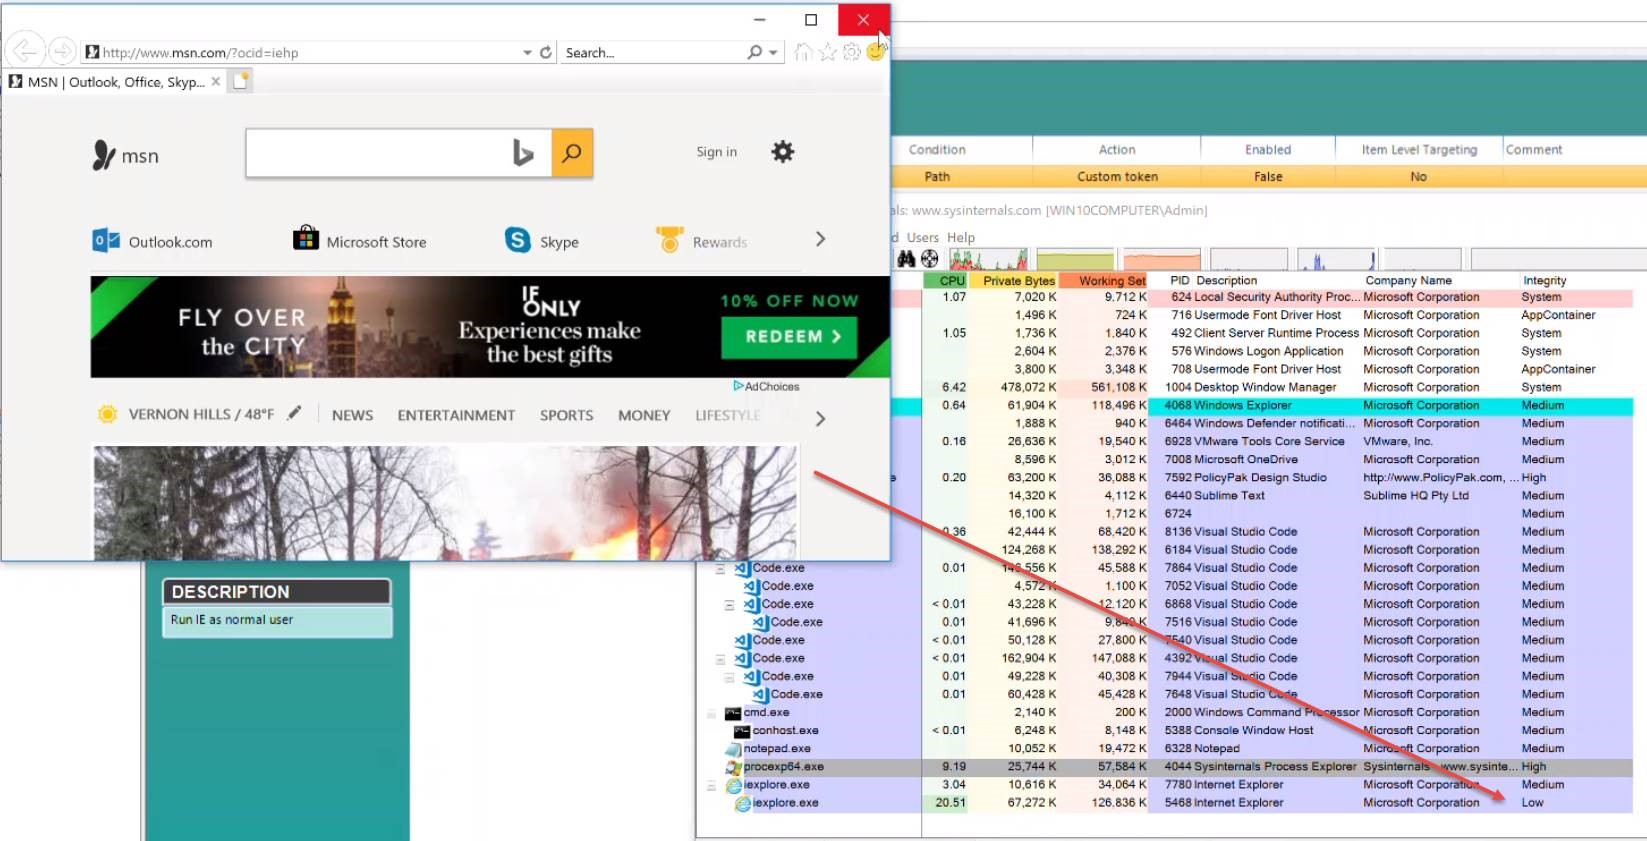 http://www.msn.com/?ocid=iehp
Search...
MSN | Outlook, Office, Skyp...
msn
Sign in
Outlook.com
Microsoft Store
Skype
Rewards
FLY OVER
the CITY
IF
ONLY
Experiences make
the best gifts
10% OFF NOW
REDEEM
AdChoices
VERNON HILLS / 48°F
NEWS ENTERTAINMENT SPORTS MONEY LIFESTYLE
DESCRIPTION
Run IE as normal user
Condition Action Enabled Item Level Targeting Comment
Path Custom token False No
als: www.sysinternals.com [WIN10COMPUTER\Admin]
d Users Help
CPU Private Bytes Working Set PID Description Company Name Integrity
1.07 7,020 K 9,712 K 624 Local Security Authority Proc... Microsoft Corporation System
1,496 K 724 K 716 Usermode Font Driver Host Microsoft Corporation AppContainer
1.05 1,736 K 1,840 K 492 Client Server Runtime Process Microsoft Corporation System
2,604 K 2,376 K 576 Windows Logon Application Microsoft Corporation System
3,800 K 3,348 K 708 Usermode Font Driver Host Microsoft Corporation AppContainer
6.42 478,072 K 561,108 K 1004 Desktop Window Manager Microsoft Corporation System
0.64 61,904 K 118,496 K 4068 Windows Explorer Microsoft Corporation Medium
1,888 K 940 K 6464 Windows Defender notificati... Microsoft Corporation Medium
0.16 26,636 K 19,540 K 6928 VMware Tools Core Service VMware, Inc. Medium
8,596 K 3,012 K 7008 Microsoft OneDrive Microsoft Corporation Medium
e 0.20 63,200 K 36,088 K 7592 PolicyPak Design Studio http://www.PolicyPak.com, ... High
14,320 K 4,112 K 6440 Sublime Text Sublime HQ Pty Ltd Medium
16,100 K 1,712 K 6724 Medium
0.36 42,444 K 68,420 K 8136 Visual Studio Code Microsoft Corporation Medium
124,268 K 138,292 K 6184 Visual Studio Code Microsoft Corporation Medium
Code.exe 0.01 146,556 K 45,588 K 7864 Visual Studio Code Microsoft Corporation Medium
Code.exe 4,572 K 1,100 K 7052 Visual Studio Code Microsoft Corporation Medium
Code.exe < 0.01 43,228 K 12,120 K 6868 Visual Studio Code Microsoft Corporation Medium
Code.exe 0.01 41,696 K 9,840 K 7516 Visual Studio Code Microsoft Corporation Medium
Code.exe < 0.01 50,128 K 27,800 K 7540 Visual Studio Code Microsoft Corporation Medium
Code.exe < 0.01 162,904 K 147,088 K 4392 Visual Studio Code Microsoft Corporation Medium
Code.exe 0.01 49,228 K 40,308 K 7944 Visual Studio Code Microsoft Corporation Medium
Code.exe 0.01 60,428 K 45,428 K 7648 Visual Studio Code Microsoft Corporation Medium
cmd.exe 2,140 K 200 K 2000 Windows Command Processor Microsoft Corporation Medium
conhost.exe < 0.01 6,248 K 8,148 K 5388 Console Window Host Microsoft Corporation Medium
notepad.exe 10,052 K 19,472 K 6328 Notepad Microsoft Corporation Medium
procexp64.exe 9.19 25,744 K 57,584 K 4044 Sysinternals Process Explorer Sysinternals - www.sysinte... High
iexplore.exe 3.04 10,616 K 34,064 K 7780 Internet Explorer Microsoft Corporation Medium
iexplore.exe 20.51 67,272 K 126,836 K 5468 Internet Explorer Microsoft Corporation Low